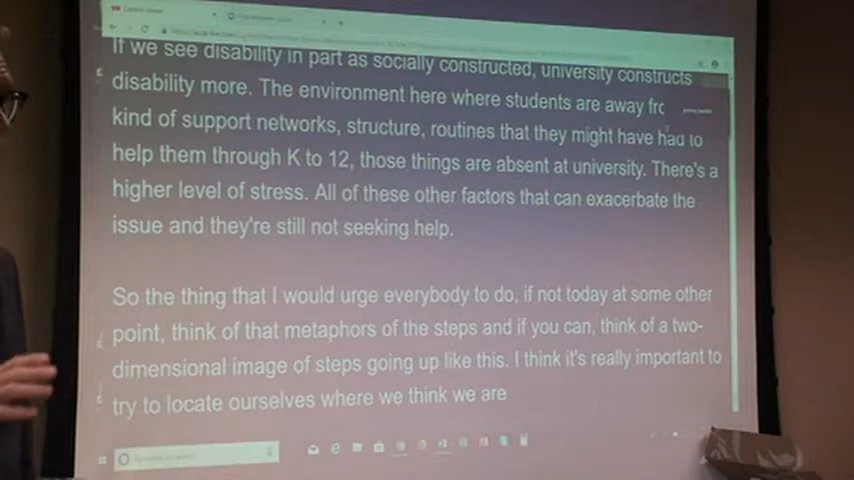 If we see disability in part as socially constructed, university constructs
disability more. The environment here where students are away frc
kind of support networks, structure, routines that they might have had to
help them through K to 12, those things are absent at university. There's a
higher level of stress. All of these other factors that can exacerbate the
issue and they're still not seeking help.
So the thing that I would urge everybody to do, if not today at some other
point, think of that metaphors of the steps and if you can, think of a two-
dimensional image of steps going up like this. I think it's really important to
try to locate ourselves where we think we are